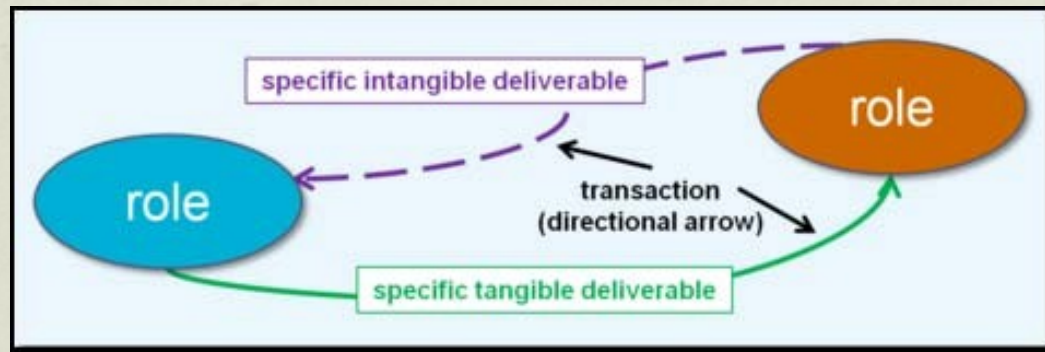 specific intangible deliverable
role
role
transaction
(directional arrow)
specific tangible deliverable